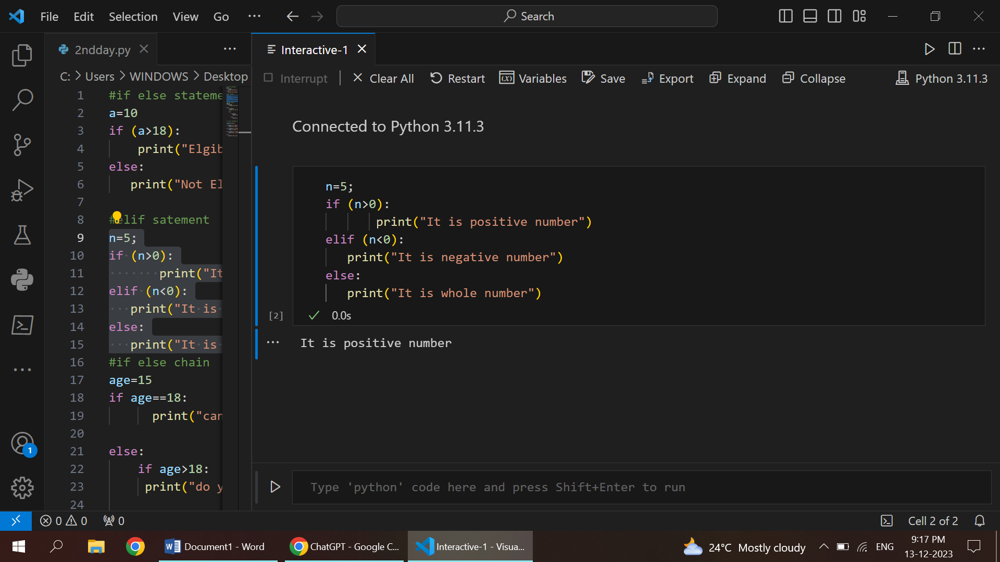 File Edit Selection View Go ... Search
2ndday.py ... Interactive-1
C: > Users > WINDOWS > Desktop
Interrupt | Clear All Restart Variables Save Export Expand Collapse Python 3.11.3
1 #if else stateme
2 a=10
3 if (a>18):
4 print("Elgib
5 else:
6 print("Not El
7
8 #elif satement
9 n=5;
10 if (n>0):
11 print("It
12 elif (n<0):
13 print("It is
14 else:
15 print("It is
16 #if else chain
17 age=15
18 if age==18:
19 print("can
20
21 else:
22 if age>18:
23 print("do y
24
Connected to Python 3.11.3
n=5;
if (n>0):
print("It is positive number")
elif (n<0):
print("It is negative number")
else:
print("It is whole number")
[2] 0.0s
... It is positive number
Type 'python' code here and press Shift+Enter to run
1
0 0 0 Cell 2 of 2
Document1 - Word ChatGPT - Google C... Interactive-1 - Visua... 24°C Mostly cloudy ENG 9:17 PM
13-12-2023